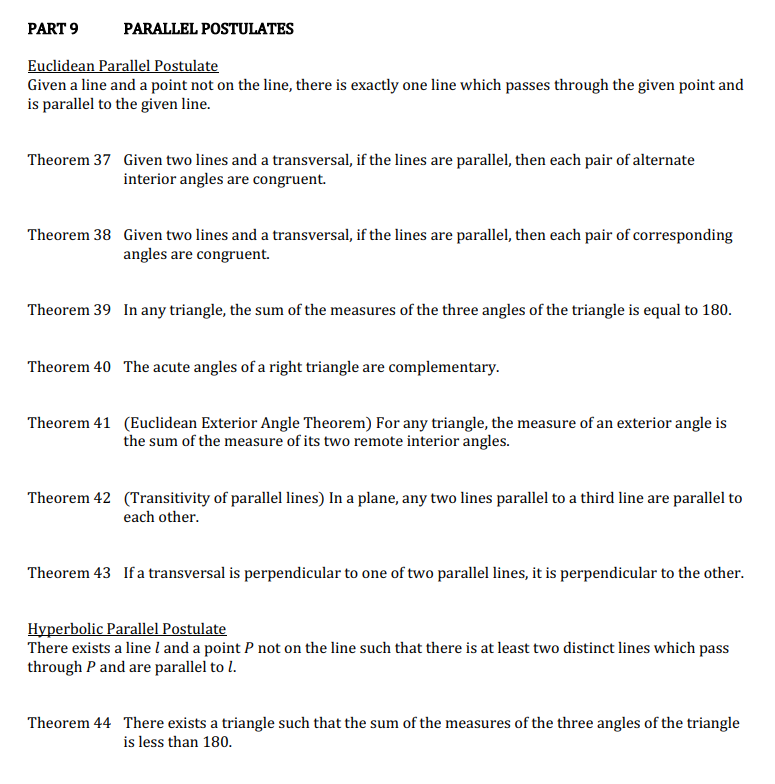 PART 9 PARALLEL POSTULATES
Euclidean Parallel Postulate
Given a line and a point not on the line, there is exactly one line which passes through the given point and
is parallel to the given line.
Theorem 37 Given two lines and a transversal, if the lines are parallel, then each pair of alternate
interior angles are congruent.
Theorem 38 Given two lines and a transversal, if the lines are parallel, then each pair of corresponding
angles are congruent.
Theorem 39 In any triangle, the sum of the measures of the three angles of the triangle is equal to 180.
Theorem 40 The acute angles of a right triangle are complementary.
Theorem 41 (Euclidean Exterior Angle Theorem) For any triangle, the measure of an exterior angle is
the sum of the measure of its two remote interior angles.
Theorem 42 (Transitivity of parallel lines) In a plane, any two lines parallel to a third line are parallel to
each other.
Theorem 43 If a transversal is perpendicular to one of two parallel lines, it is perpendicular to the other.
Hyperbolic Parallel Postulate
There exists a line l and a point P not on the line such that there is at least two distinct lines which pass
through P and are parallel to l.
Theorem 44 There exists a triangle such that the sum of the measures of the three angles of the triangle
is less than 180.